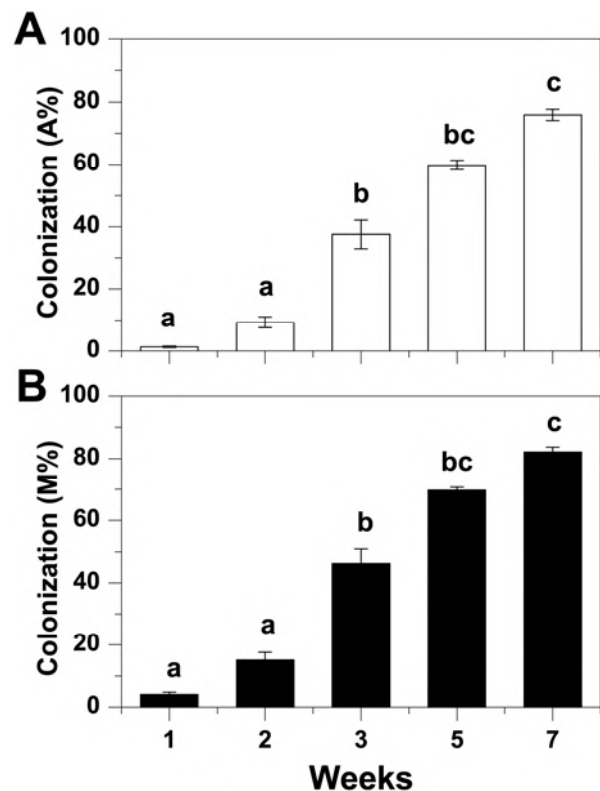 A
Colonization (A%)
100
80
60
40
20
0
a
a
b
bc
c
B
Colonization (M%)
100
80
60
40
20
0
a
a
b
bc
c
1 2 3 5 7
Weeks